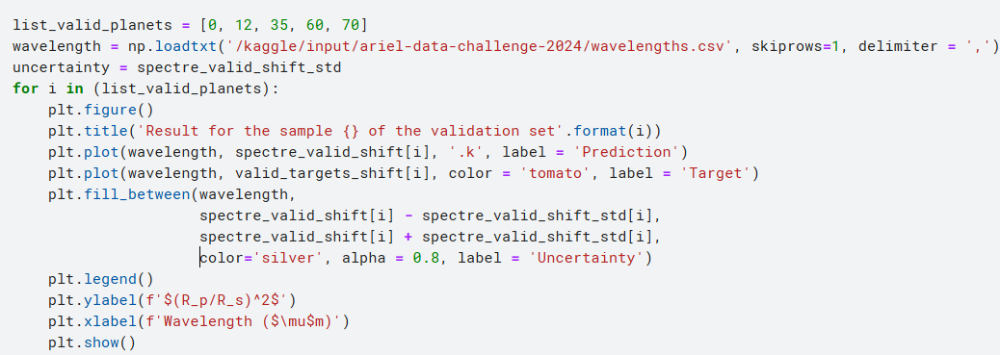 list_valid_planets = [0, 12, 35, 60, 70]
wavelength = np.loadtxt('/kaggle/input/ariel-data-challenge-2024/wavelengths.csv', skiprows=1, delimiter = ',')
uncertainty = spectre_valid_shift_std
for i in (list_valid_planets):
    plt.figure()
    plt.title('Result for the sample {} of the validation set'.format(i))
    plt.plot(wavelength, spectre_valid_shift[i], '.k', label = 'Prediction')
    plt.plot(wavelength, valid_targets_shift[i], color = 'tomato', label = 'Target')
    plt.fill_between(wavelength,
                     spectre_valid_shift[i] - spectre_valid_shift_std[i],
                     spectre_valid_shift[i] + spectre_valid_shift_std[i],
                     color='silver', alpha = 0.8, label = 'Uncertainty')
    plt.legend()
    plt.ylabel(f'$(R_p/R_s)^2$')
    plt.xlabel(f'Wavelength ($\mu$m)')
    plt.show()